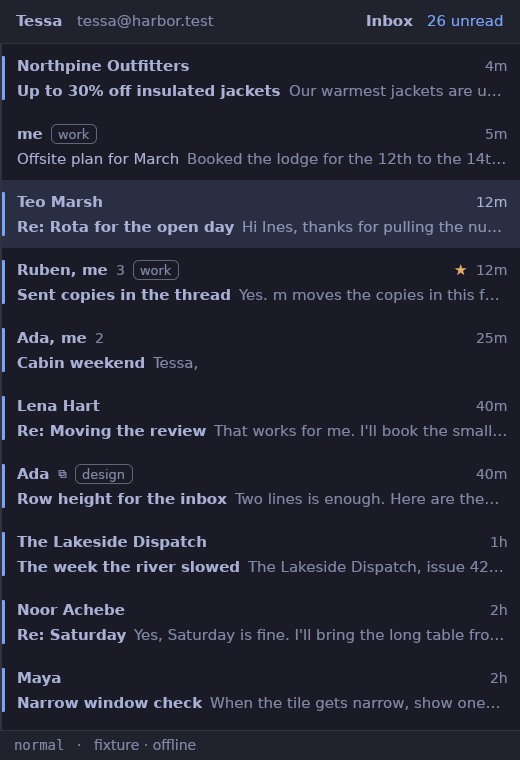 Tessa tessa@harbor.test Inbox 26 unread
Northpine Outfitters 4m
Up to 30% off insulated jackets Our warmest jackets are u…
me work 5m
Offsite plan for March Booked the lodge for the 12th to the 14t…
Teo Marsh 12m
Re: Rota for the open day Hi Ines, thanks for pulling the nu…
Ruben, me 3 work ★ 12m
Sent copies in the thread Yes. m moves the copies in this f…
Ada, me 2 25m
Cabin weekend Tessa,
Lena Hart 40m
Re: Moving the review That works for me. I'll book the small…
Ada design 40m
Row height for the inbox Two lines is enough. Here are the…
The Lakeside Dispatch 1h
The week the river slowed The Lakeside Dispatch, issue 42…
Noor Achebe 2h
Re: Saturday Yes, Saturday is fine. I'll bring the long table fro…
Maya 2h
Narrow window check When the tile gets narrow, show one…
normal · fixture · offline